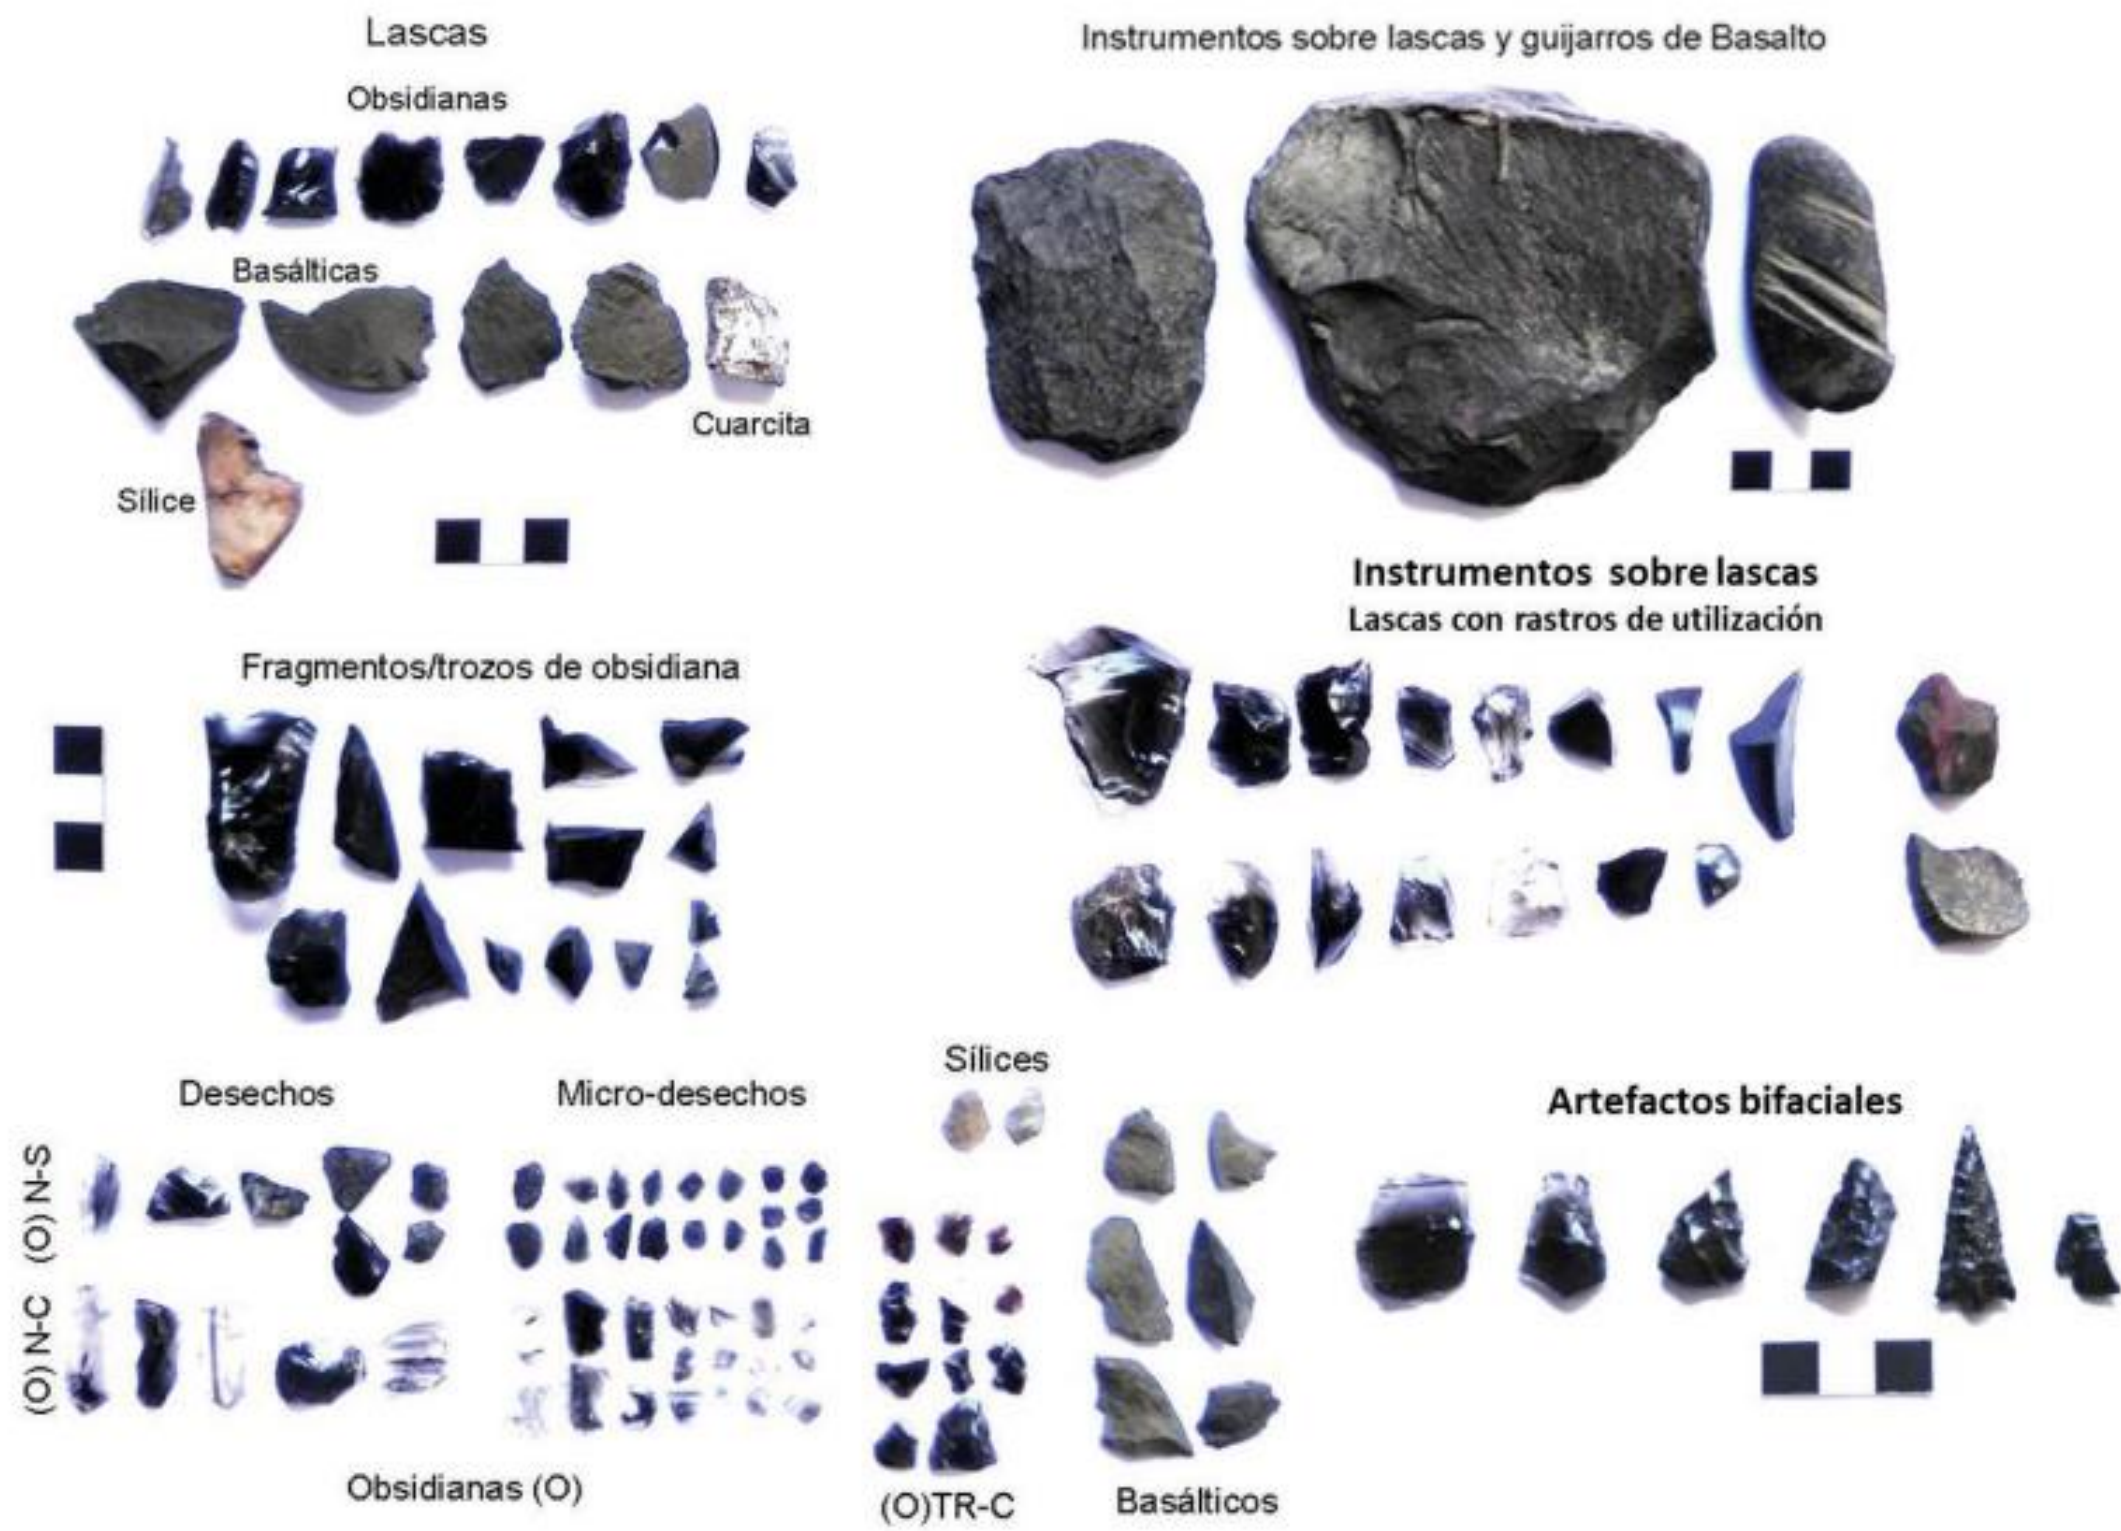 Lascas
Obsidianas
Basálticas
Cuarcita
Sílice
Instrumentos sobre lascas y guijarros de Basalto
Instrumentos sobre lascas
Lascas con rastros de utilización
Fragmentos/trozos de obsidiana
Desechos
Micro-desechos
(O) N-S
(O) N-C
Obsidianas (O)
Sílices
(O)TR-C
Basálticos
Artefactos bifaciales